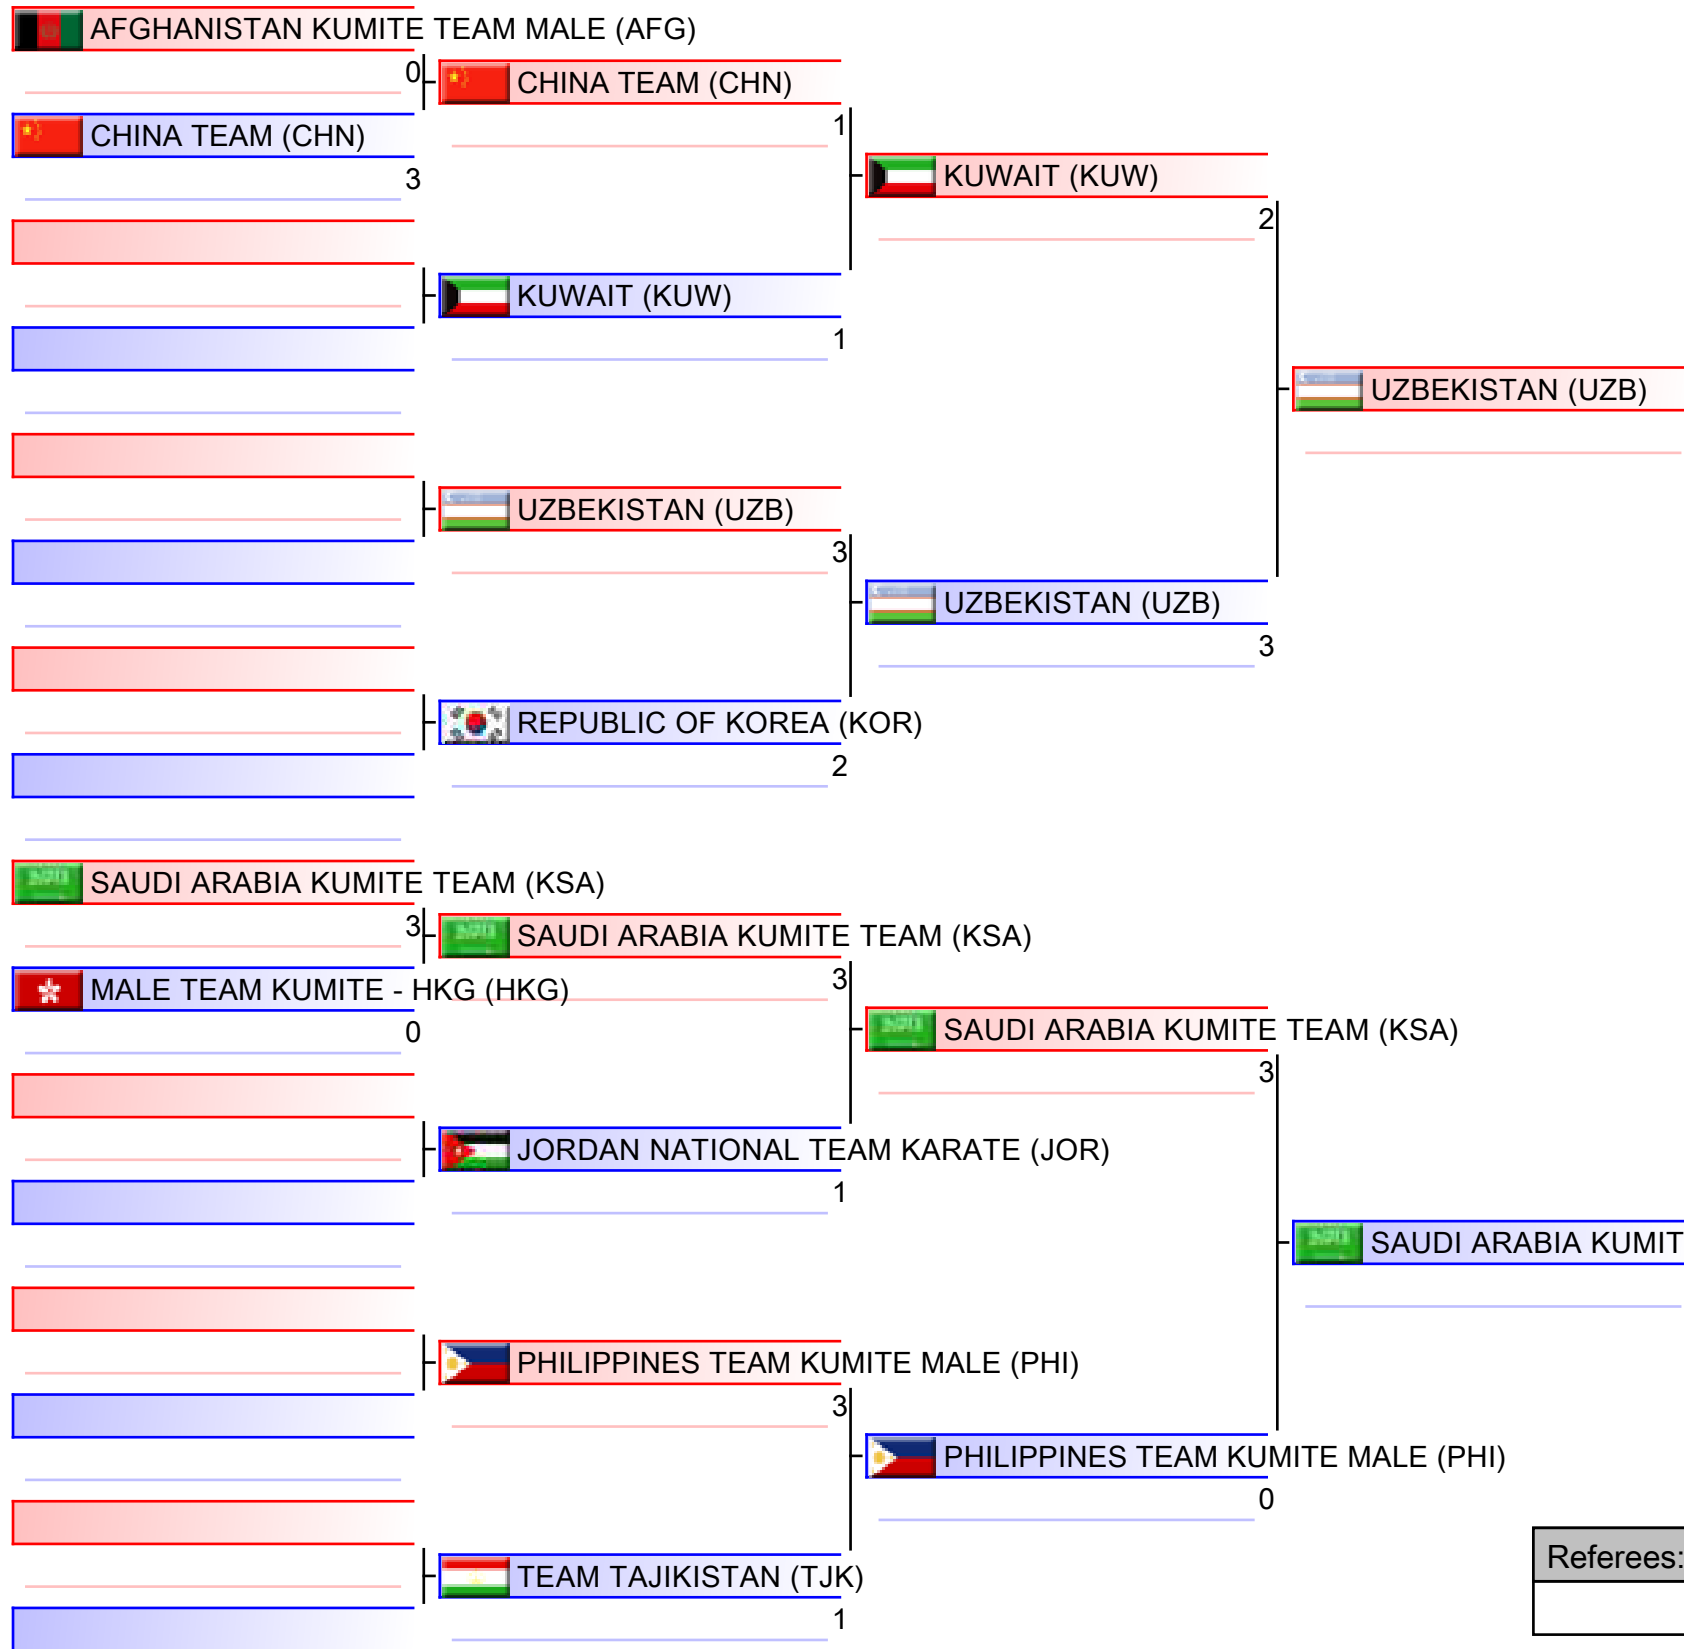 AFGHANISTAN KUMITE TEAM MALE (AFG)
0
CHINA TEAM (CHN)
CHINA TEAM (CHN)
1
3
KUWAIT (KUW)
2
KUWAIT (KUW)
1
UZBEKISTAN (UZB)
UZBEKISTAN (UZB)
3
UZBEKISTAN (UZB)
3
REPUBLIC OF KOREA (KOR)
2
SAUDI ARABIA KUMITE TEAM (KSA)
3
SAUDI ARABIA KUMITE TEAM (KSA)
MALE TEAM KUMITE - HKG (HKG)
3
0
SAUDI ARABIA KUMITE TEAM (KSA)
3
JORDAN NATIONAL TEAM KARATE (JOR)
1
SAUDI ARABIA KUMIT
PHILIPPINES TEAM KUMITE MALE (PHI)
3
PHILIPPINES TEAM KUMITE MALE (PHI)
0
Referees:
TEAM TAJIKISTAN (TJK)
1